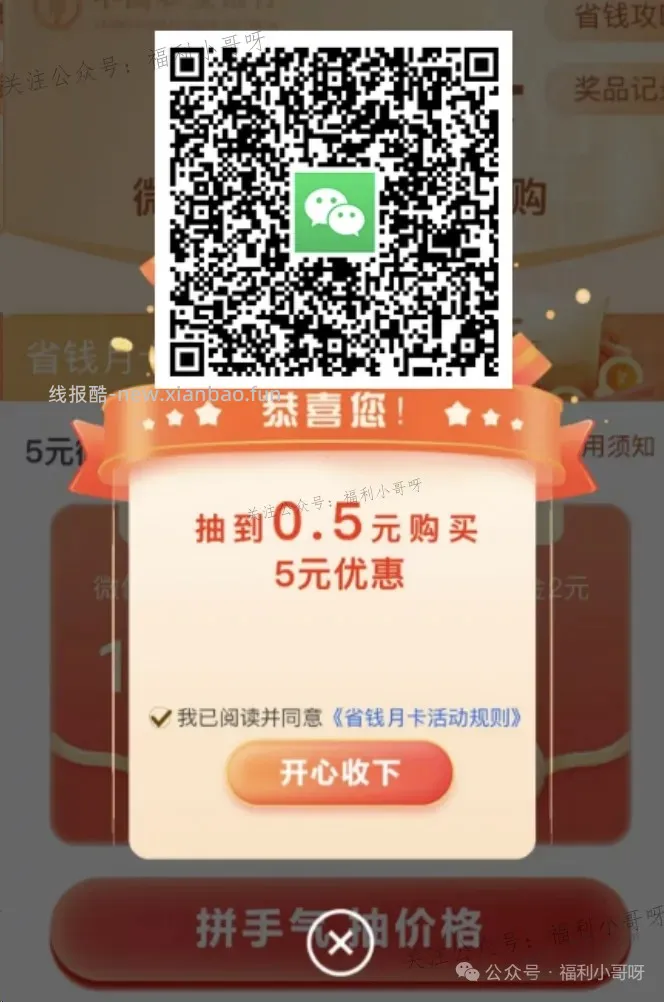 省钱攻
关注公众号：福利小哥呀
奖品记
微
购
省钱月
线报酷-new.xianbao.fun
恭喜您！
5元
用须知
关注公众号：福利小哥呀
抽到0.5元购买
5元优惠
微
金2元
1
我已阅读并同意《省钱月卡活动规则》
开心收下
拼手气 抽价格
关注公众号：福利小哥呀
公众号·福利小哥呀